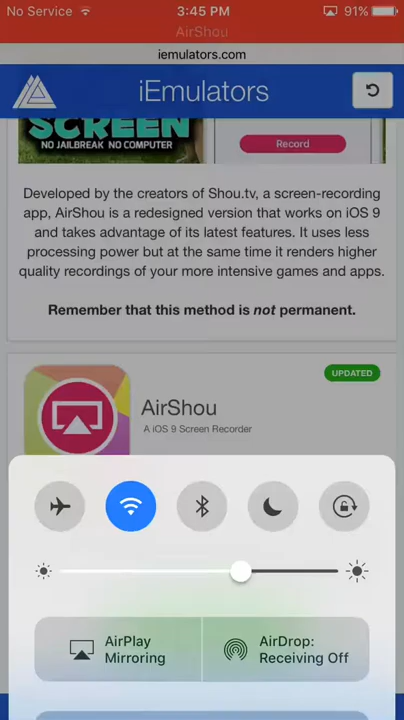 No Service 3:45 PM 91%
AirShou
iemulators.com
iEmulators
SCREEN
NO JAILBREAK NO COMPUTER
Record
Developed by the creators of Shou.tv, a screen-recording
app, AirShou is a redesigned version that works on iOS 9
and takes advantage of its latest features. It uses less
processing power but at the same time it renders higher
quality recordings of your more intensive games and apps.
Remember that this method is not permanent.
UPDATED
AirShou
A iOS 9 Screen Recorder
AirPlay
Mirroring
AirDrop:
Receiving Off